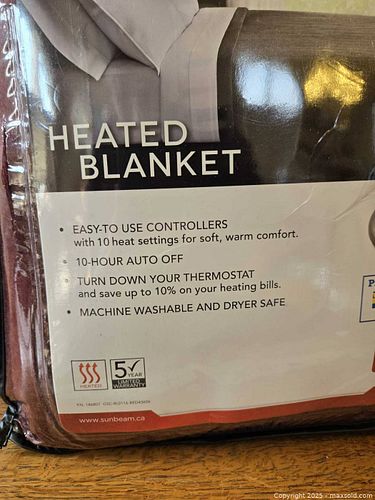 HEATED
BLANKET
• EASY-TO USE CONTROLLERS
with 10 heat settings for soft, warm comfort.
• 10-HOUR AUTO OFF
• TURN DOWN YOUR THERMOSTAT
and save up to 10% on your heating bills.
• MACHINE WASHABLE AND DRYER SAFE
HEATED
5 YEAR
LIMITED
WARRANTY
www.sunbeam.ca
Copyright 2025 - maxsold.com